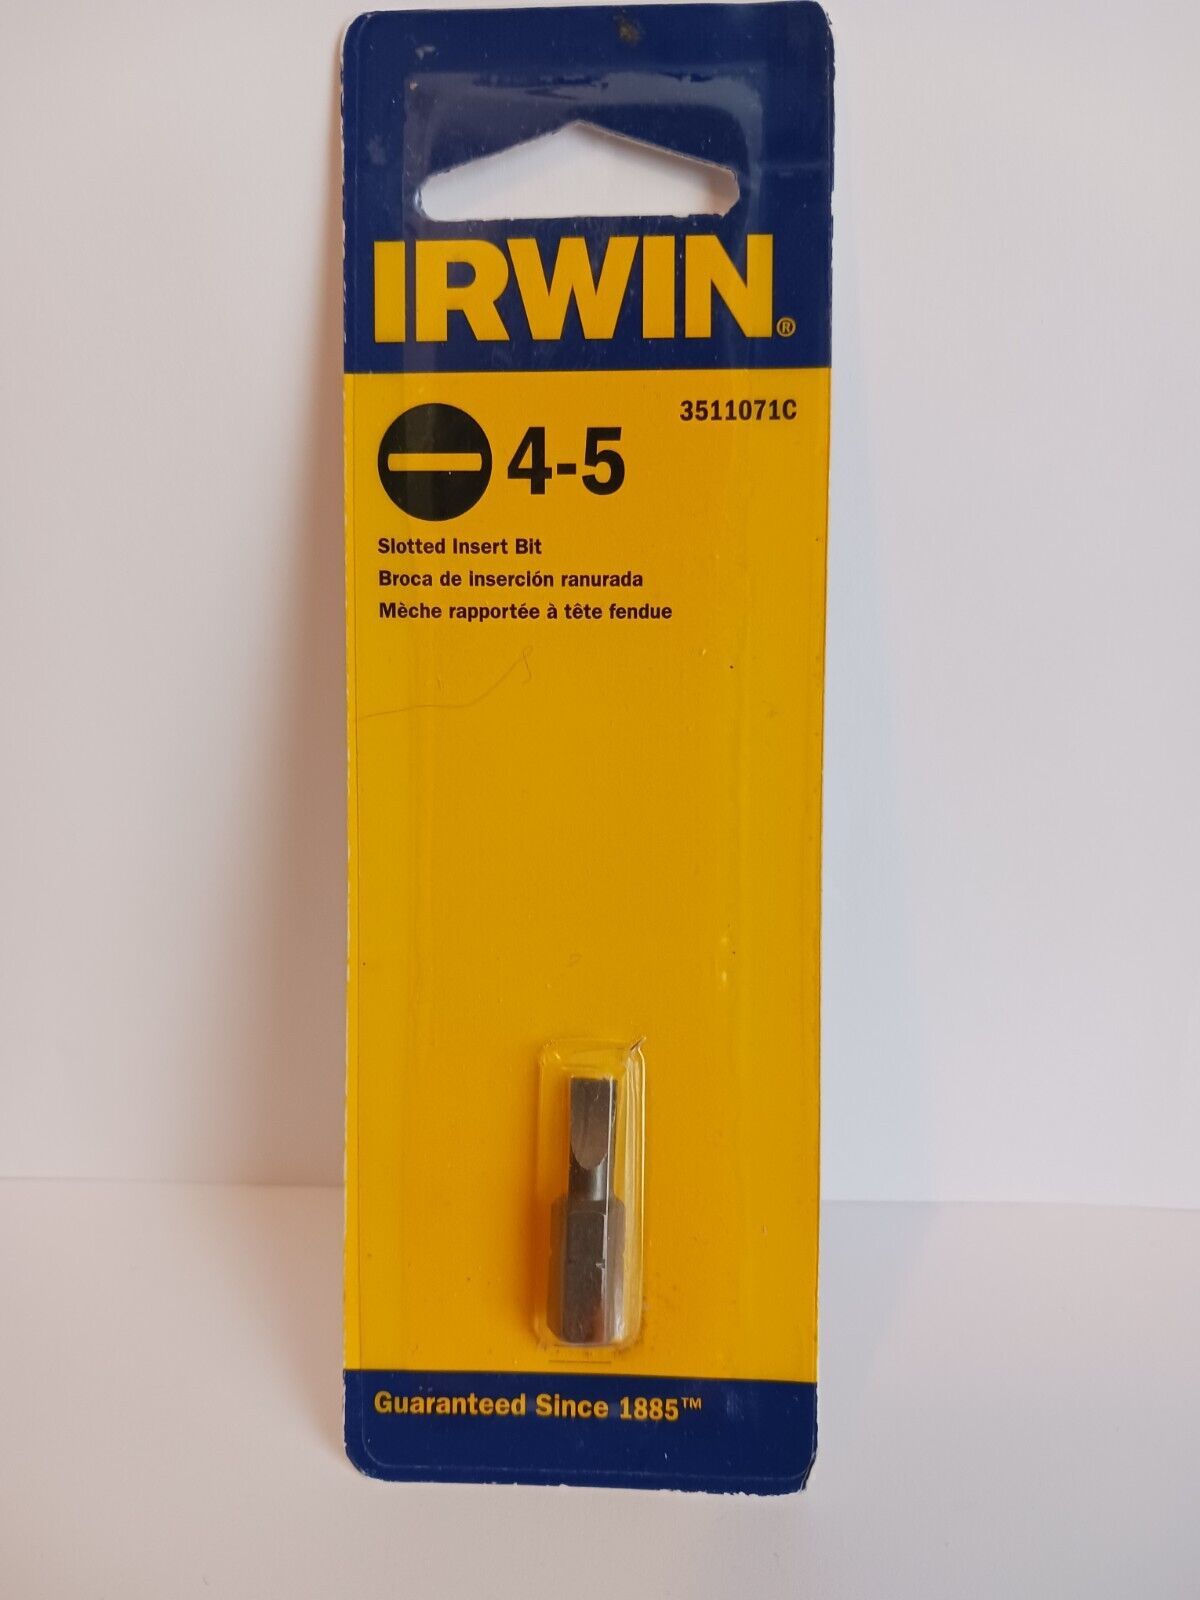 IRWIN®
3511071C
4-5
Slotted Insert Bit
Broca de inserción ranurada
Mèche rapportée à tête fendue
Guaranteed Since 1885™